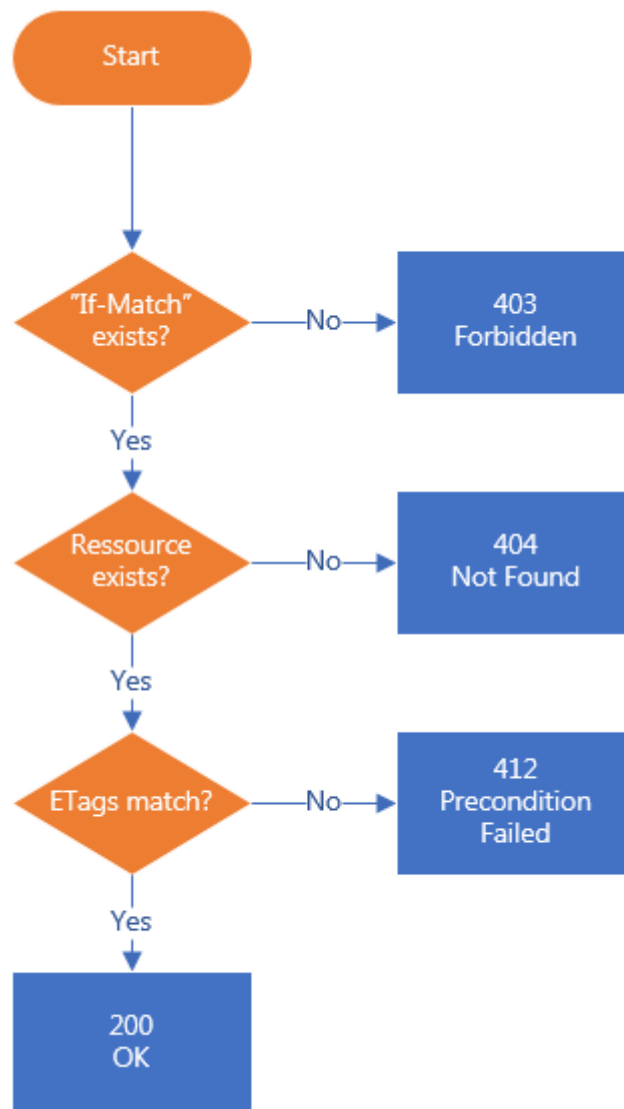 Start
"If-Match"
exists?
No
403
Forbidden
Yes
Ressource
exists?
No
404
Not Found
Yes
ETags match?
No
412
Precondition
Failed
Yes
200
OK